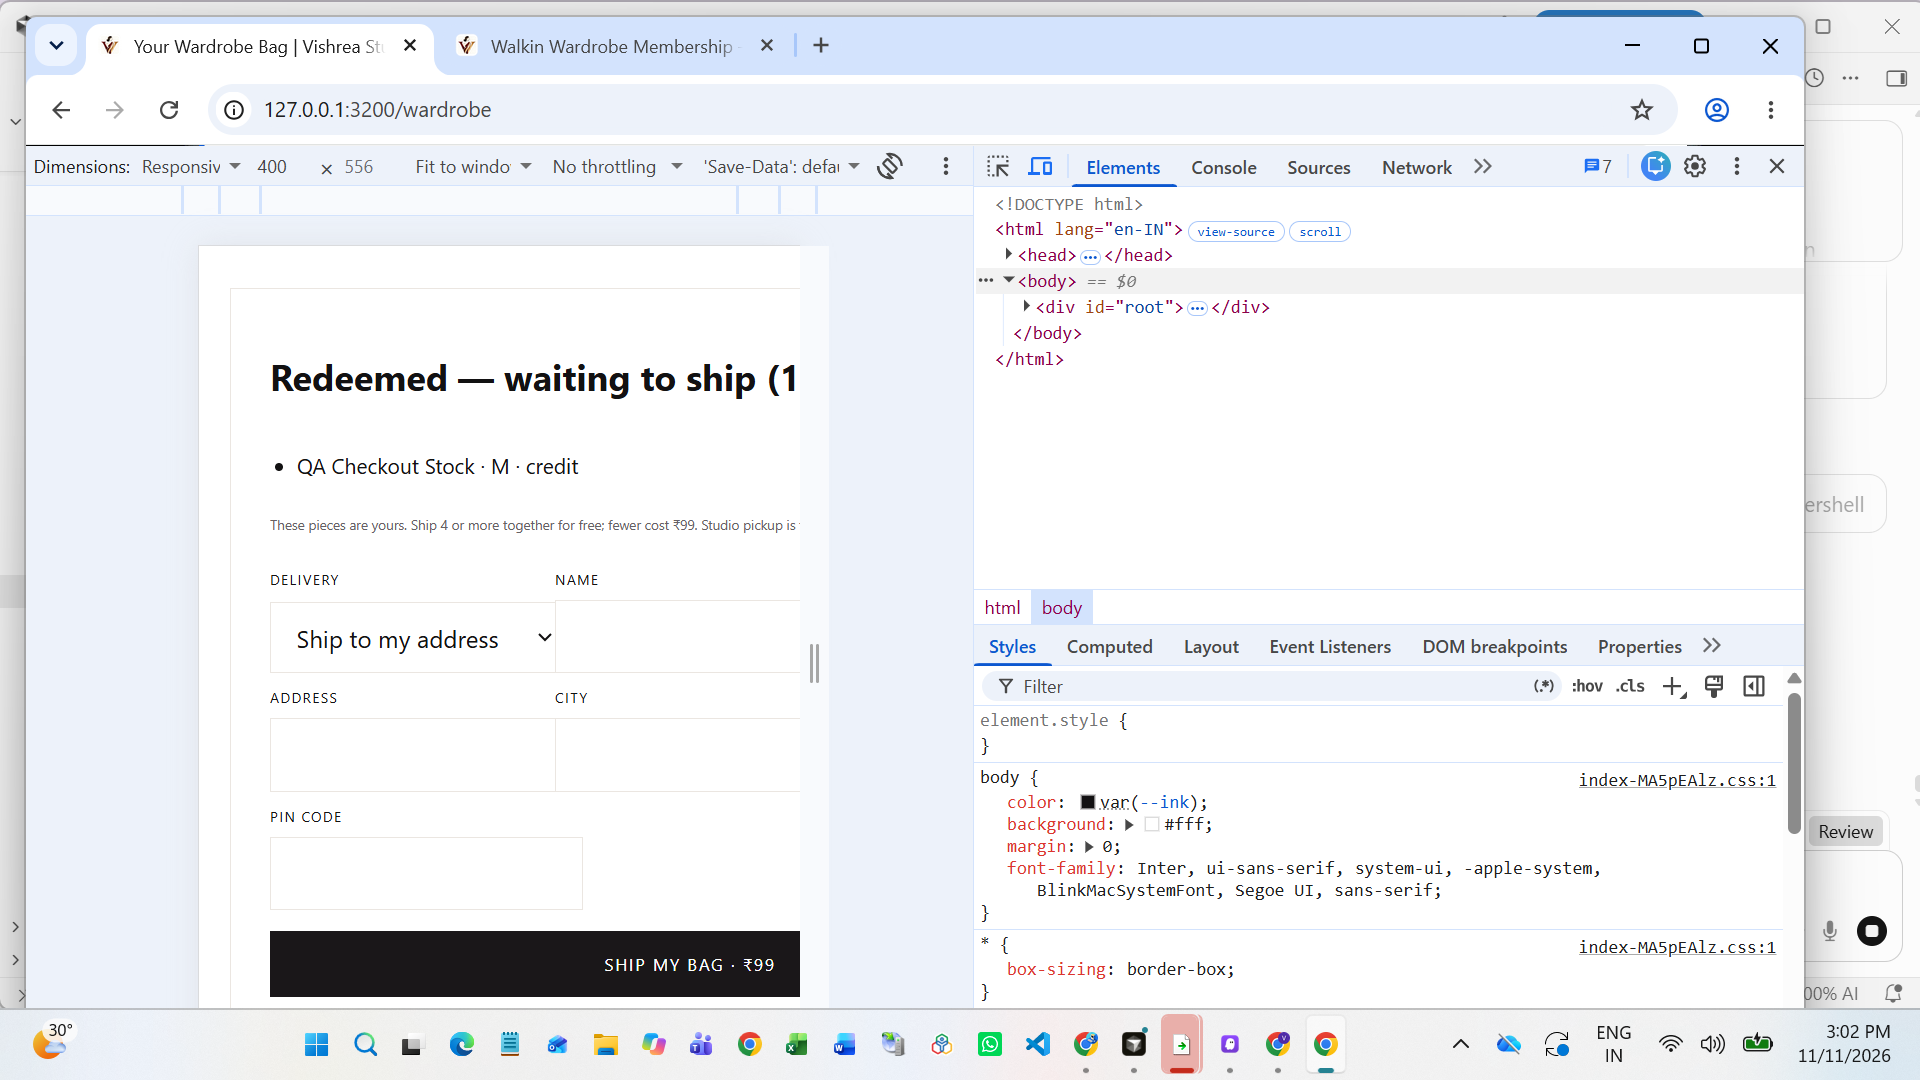 Your Wardrobe Bag | Vishrea St
Walkin Wardrobe Membership
127.0.0.1:3200/wardrobe
Dimensions: Responsiv 400 × 556 Fit to windo No throttling 'Save-Data': defau
Elements Console Sources Network 7
<!DOCTYPE html>
<html lang="en-IN"> view-source scroll
<head> … </head>
… <body> == $0
<div id="root"> … </div>
</body>
</html>
Redeemed — waiting to ship (1
• QA Checkout Stock · M · credit
These pieces are yours. Ship 4 or more together for free; fewer cost ₹99. Studio pickup is
DELIVERY NAME
Ship to my address
ADDRESS CITY
PIN CODE
SHIP MY BAG · ₹99
html body
Styles Computed Layout Event Listeners DOM breakpoints Properties
Filter (.*) :hov .cls
element.style {
}
body { index-MA5pEAlz.css:1
color: var(--ink);
background: #fff;
margin: 0;
font-family: Inter, ui-sans-serif, system-ui, -apple-system,
BlinkMacSystemFont, Segoe UI, sans-serif;
}
* { index-MA5pEAlz.css:1
box-sizing: border-box;
}
n
ershell
Review
00% AI
30°
ENG
IN
3:02 PM
11/11/2026